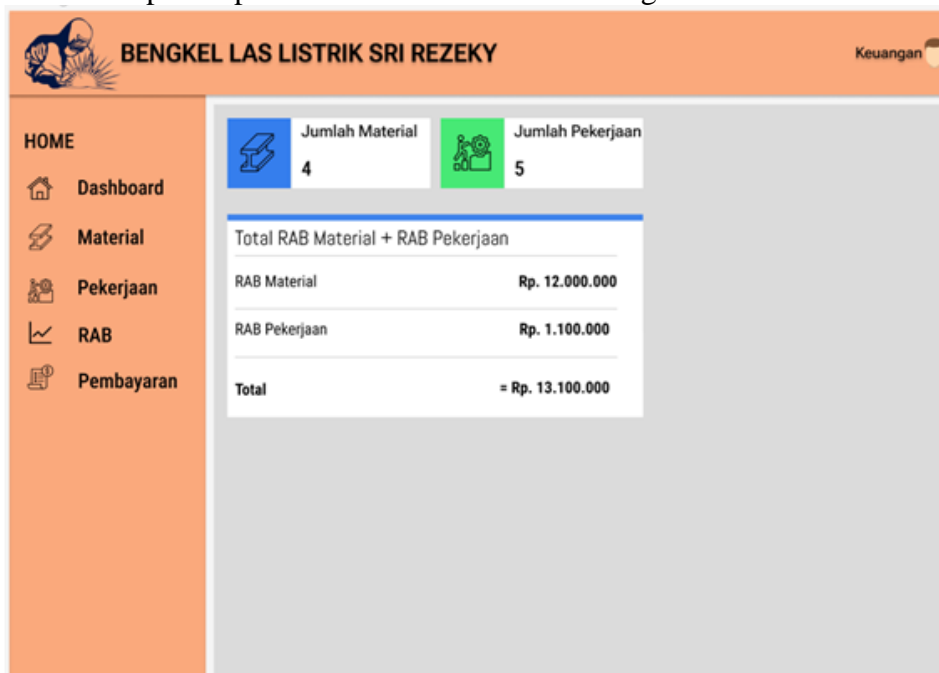 BENGKEL LAS LISTRIK SRI REZEKY
Keuangan
HOME
Dashboard
Material
Pekerjaan
RAB
Pembayaran
Jumlah Material
4
Jumlah Pekerjaan
5
Total RAB Material + RAB Pekerjaan
RAB Material Rp. 12.000.000
RAB Pekerjaan Rp. 1.100.000
Total = Rp. 13.100.000